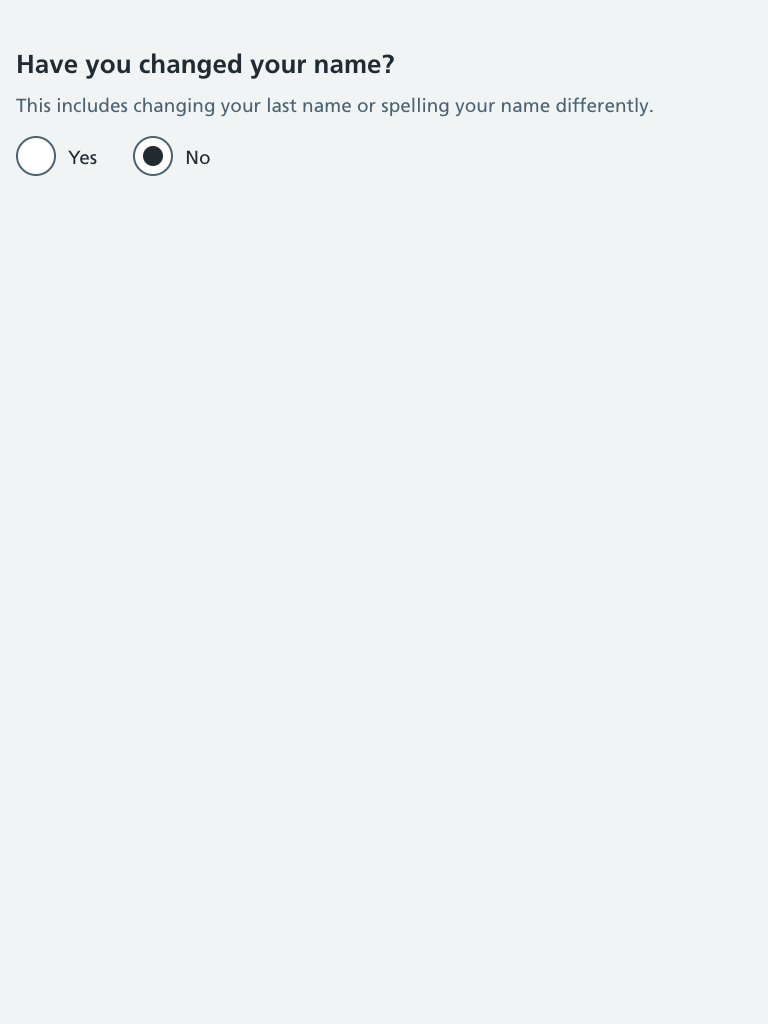 Have you changed your name?
This includes changing your last name or spelling your name differently.
Yes No